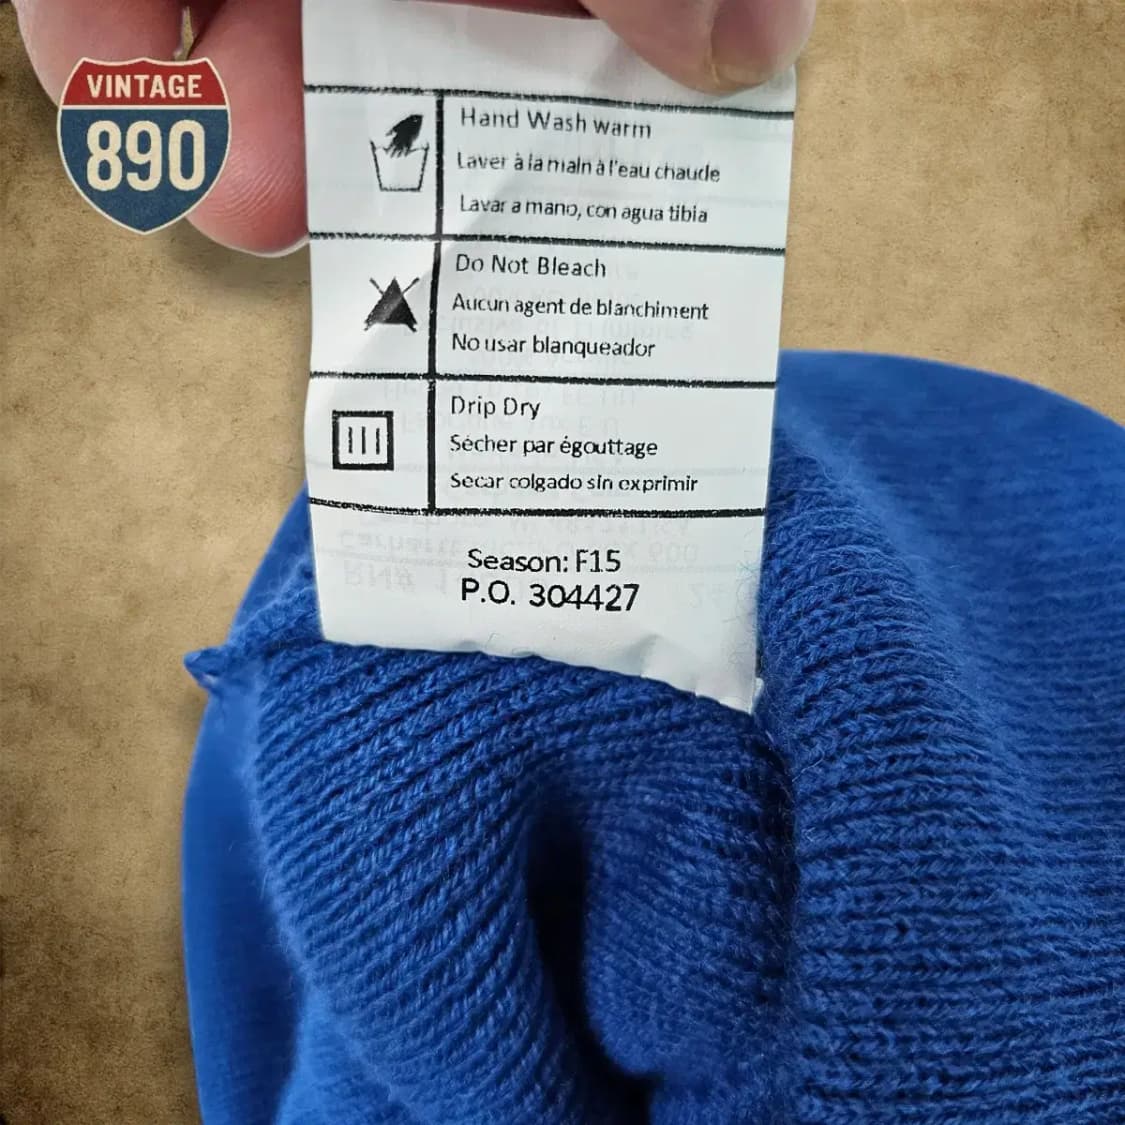 VINTAGE
890
Hand Wash warm
Laver à la main à l'eau chaude
Lavar a mano, con agua tibia
Do Not Bleach
Aucun agent de blanchiment
No usar blanqueador
Drip Dry
Sécher par égouttage
Secar colgado sin exprimir
Season: F15
P.O. 304427